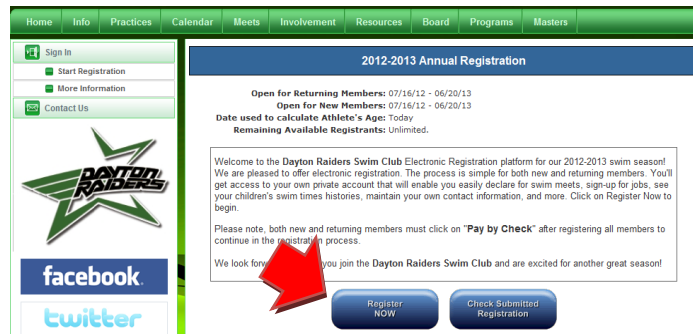 Home Info Practices Calendar Meets Involvement Resources Board Programs Masters
Sign In
Start Registration
More Information
Contact Us
DAYTON
RAIDERS
facebook.
twitter
2012-2013 Annual Registration
Open for Returning Members: 07/16/12 - 06/20/13
Open for New Members: 07/16/12 - 06/20/13
Date used to calculate Athlete's Age: Today
Remaining Available Registrants: Unlimited.
Welcome to the Dayton Raiders Swim Club Electronic Registration platform for our 2012-2013 swim season!
We are pleased to offer electronic registration. The process is simple for both new and returning members. You'll
get access to your own private account that will enable you easily declare for swim meets, sign-up for jobs, see
your children's swim times histories, maintain your own contact information, and more. Click on Register Now to
begin.
Please note, both new and returning members must click on "Pay by Check" after registering all members to
continue in the registration process.
We look forw you join the Dayton Raiders Swim Club and are excited for another great season!
Register
NOW
Check Submitted
Registration